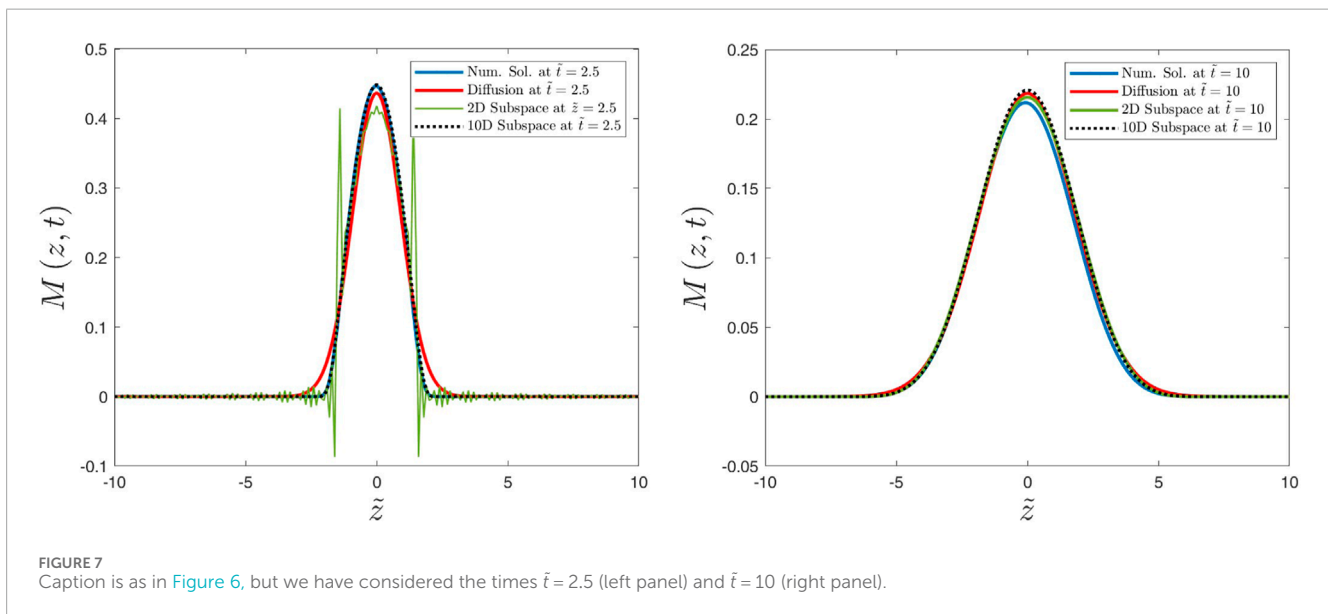 0.5
0.4
0.3
0.2
0.1
0
-0.1
M (z, t)
-10 -5 0 5 10
z̃
Num. Sol. at t̃ = 2.5
Diffusion at t̃ = 2.5
2D Subspace at z̃ = 2.5
10D Subspace at t̃ = 2.5
0.25
0.2
0.15
0.1
0.05
0
-0.05
M (z, t)
-10 -5 0 5 10
z̃
Num. Sol. at t̃ = 10
Diffusion at t̃ = 10
2D Subspace at t̃ = 10
10D Subspace at t̃ = 10
FIGURE 7
Caption is as in Figure 6, but we have considered the times t̃ = 2.5 (left panel) and t̃ = 10 (right panel).